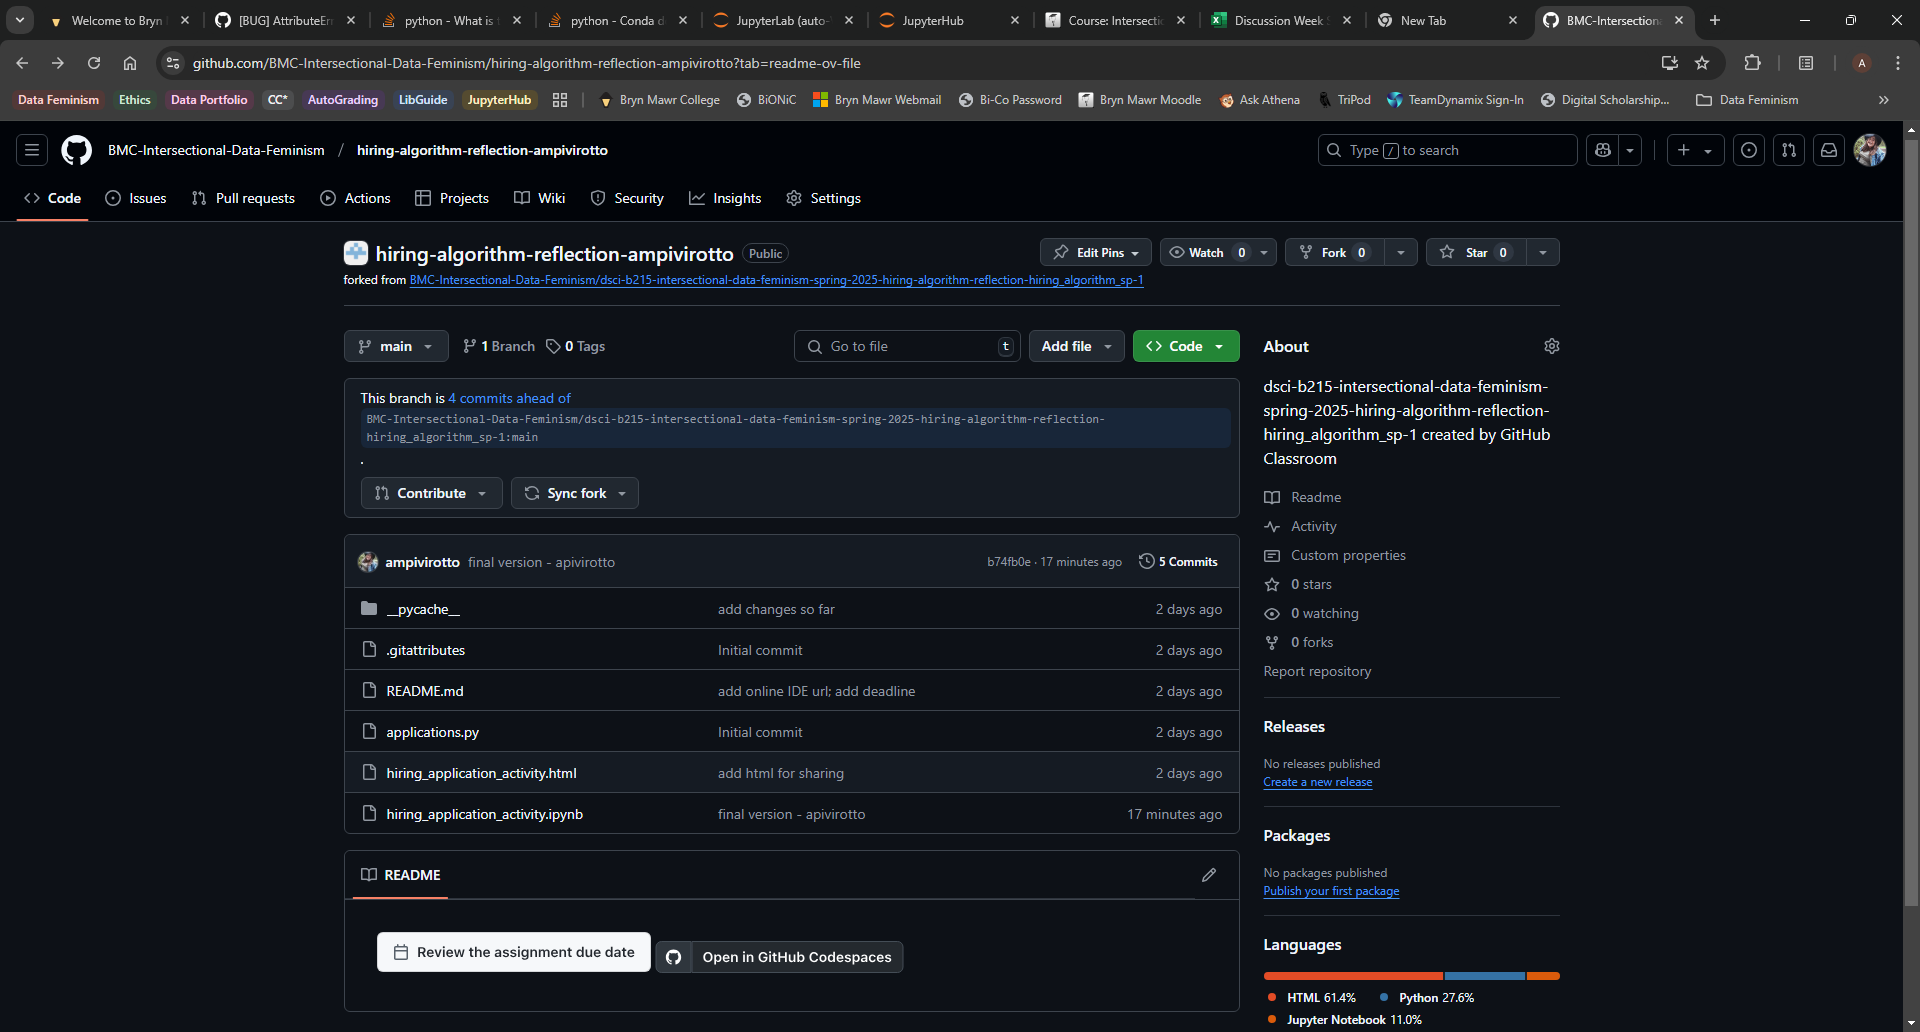 Welcome to Bryn
[BUG] AttributeErr
python - What is t
python - Conda d
JupyterLab (auto-
JupyterHub
Course: Intersectio
Discussion Week
New Tab
BMC-Intersectiona
github.com/BMC-Intersectional-Data-Feminism/hiring-algorithm-reflection-ampivirotto?tab=readme-ov-file
A
Data Feminism
Ethics
Data Portfolio
CC*
AutoGrading
LibGuide
JupyterHub
Bryn Mawr College
BiONiC
Bryn Mawr Webmail
Bi-Co Password
Bryn Mawr Moodle
Ask Athena
TriPod
TeamDynamix Sign-In
Digital Scholarship...
Data Feminism
BMC-Intersectional-Data-Feminism / hiring-algorithm-reflection-ampivirotto
Type / to search
Code
Issues
Pull requests
Actions
Projects
Wiki
Security
Insights
Settings
hiring-algorithm-reflection-ampivirotto Public
Edit Pins
Watch 0
Fork 0
Star 0
forked from BMC-Intersectional-Data-Feminism/dsci-b215-intersectional-data-feminism-spring-2025-hiring-algorithm-reflection-hiring_algorithm_sp-1
main
1 Branch
0 Tags
Go to file t
Add file
<> Code
This branch is 4 commits ahead of
BMC-Intersectional-Data-Feminism/dsci-b215-intersectional-data-feminism-spring-2025-hiring-algorithm-reflection-
hiring_algorithm_sp-1:main
.
Contribute
Sync fork
ampivirotto final version - apivirotto b74fb0e · 17 minutes ago 5 Commits
__pycache__ add changes so far 2 days ago
.gitattributes Initial commit 2 days ago
README.md add online IDE url; add deadline 2 days ago
applications.py Initial commit 2 days ago
hiring_application_activity.html add html for sharing 2 days ago
hiring_application_activity.ipynb final version - apivirotto 17 minutes ago
README
Review the assignment due date
Open in GitHub Codespaces
About
dsci-b215-intersectional-data-feminism-
spring-2025-hiring-algorithm-reflection-
hiring_algorithm_sp-1 created by GitHub
Classroom
Readme
Activity
Custom properties
0 stars
0 watching
0 forks
Report repository
Releases
No releases published
Create a new release
Packages
No packages published
Publish your first package
Languages
HTML 61.4% Python 27.6%
Jupyter Notebook 11.0%